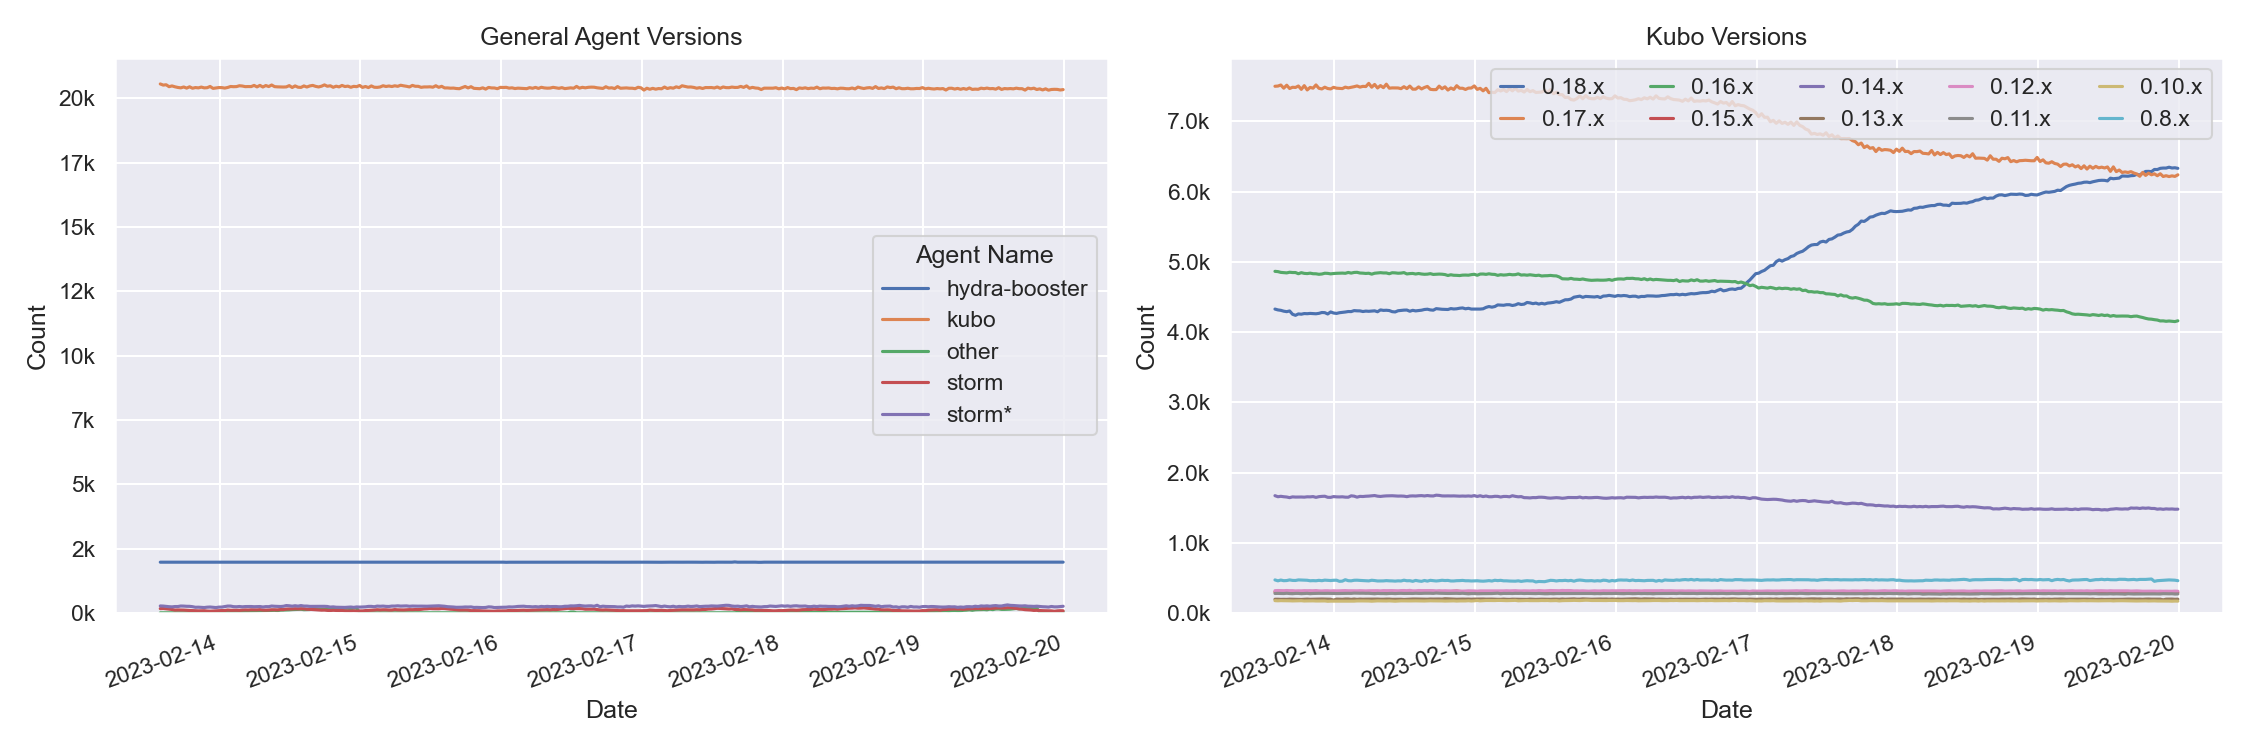 General Agent Versions
20k
17k
15k
12k
10k
7k
5k
2k
0k
Count
Agent Name
hydra-booster
kubo
other
storm
storm*
2023-02-14
2023-02-15
2023-02-16
2023-02-17
2023-02-18
2023-02-19
2023-02-20
Date
Kubo Versions
0.18.x 0.16.x 0.14.x 0.12.x 0.10.x
0.17.x 0.15.x 0.13.x 0.11.x 0.8.x
7.0k
6.0k
5.0k
4.0k
3.0k
2.0k
1.0k
0.0k
Count
2023-02-14
2023-02-15
2023-02-16
2023-02-17
2023-02-18
2023-02-19
2023-02-20
Date